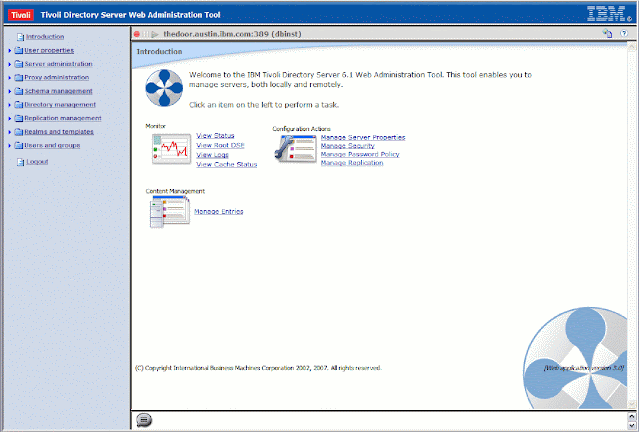 Tivoli Tivoli Directory Server Web Administration Tool IBM
Introduction
User properties
Server administration
Proxy administration
Schema management
Directory management
Replication management
Realms and templates
Users and groups
Logout
thedoor.austin.ibm.com:389 (dbinst)
Introduction
Welcome to the IBM Tivoli Directory Server 6.1 Web Administration Tool. This tool enables you to
manage servers, both locally and remotely.
Click an item on the left to perform a task.
Monitor
View Status
View Root DSE
View Logs
View Cache Status
Configuration Actions
Manage Server Properties
Manage Security
Manage Password Policy
Manage Replication
Content Management
Manage Entries
(C) Copyright International Business Machines Corporation 2002, 2007. All rights reserved.
[Web application version 5.0]